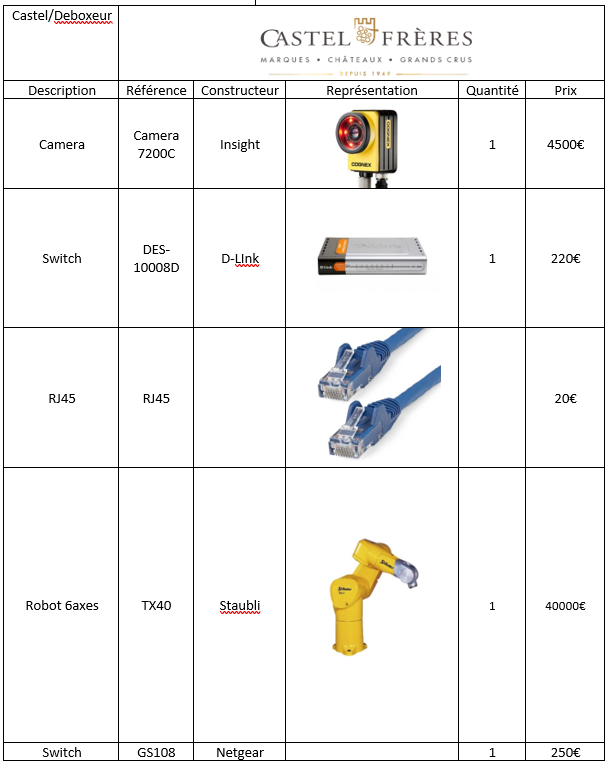 Castel/Deboxeur
CASTEL FRÈRES
MARQUES • CHÂTEAUX • GRANDS CRUS
DEPUIS 1949
Description Référence Constructeur Représentation Quantité Prix
Camera Camera 7200C Insight COGNEX 1 4500€
Switch DES-10008D D-LInk D-Link 1 220€
RJ45 RJ45 20€
Robot 6axes TX40 Staubli Stäubli 1 40000€
Switch GS108 Netgear 1 250€